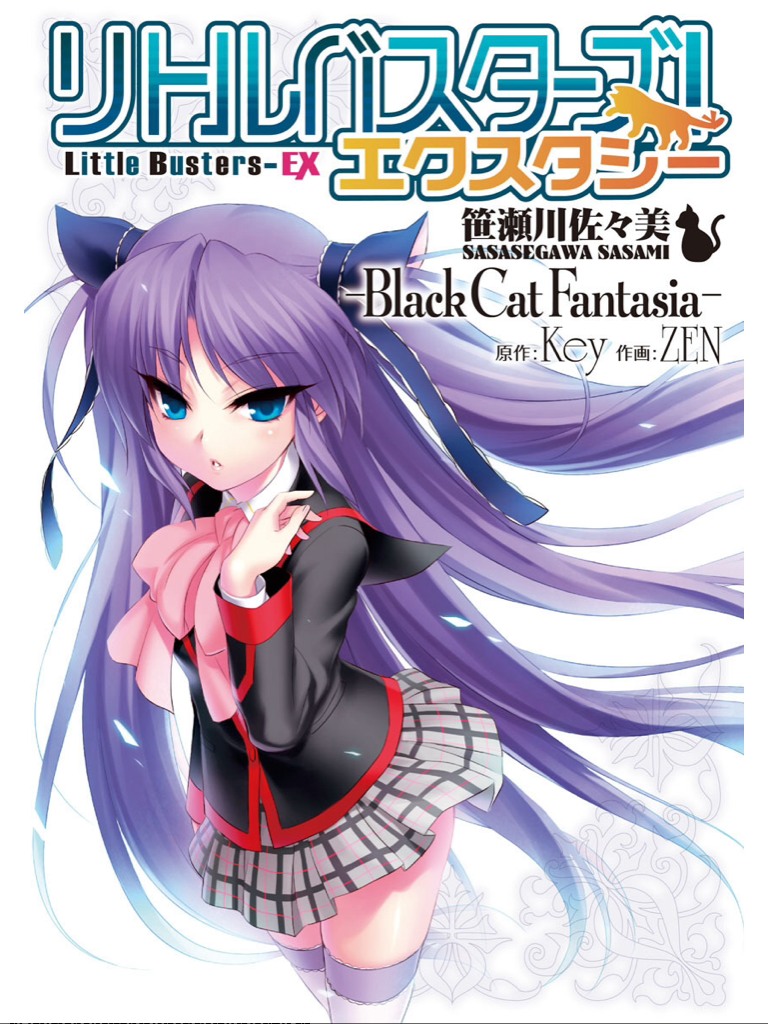 リトルバスターズ!
Little Busters-EX
エクスタシー
笹瀬川佐々美
SASASEGAWA SASAMI
-Black Cat Fantasia-
原作:Key 作画:ZEN